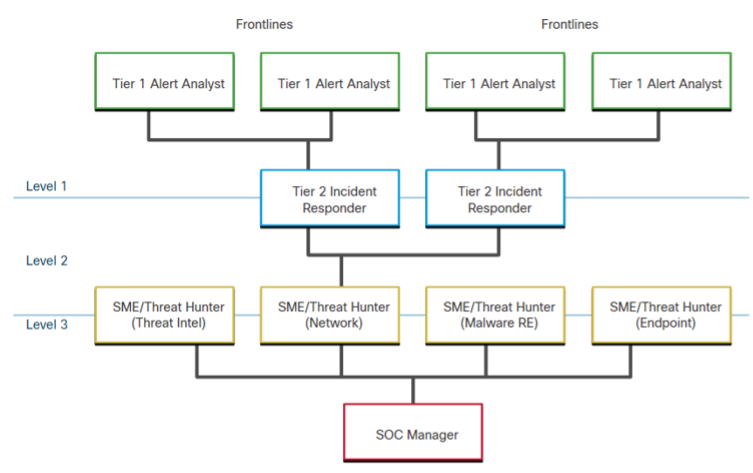 Frontlines
Frontlines
Tier 1 Alert Analyst
Tier 1 Alert Analyst
Tier 1 Alert Analyst
Tier 1 Alert Analyst
Level 1
Tier 2 Incident
Responder
Tier 2 Incident
Responder
Level 2
SME/Threat Hunter
(Threat Intel)
SME/Threat Hunter
(Network)
SME/Threat Hunter
(Malware RE)
SME/Threat Hunter
(Endpoint)
Level 3
SOC Manager